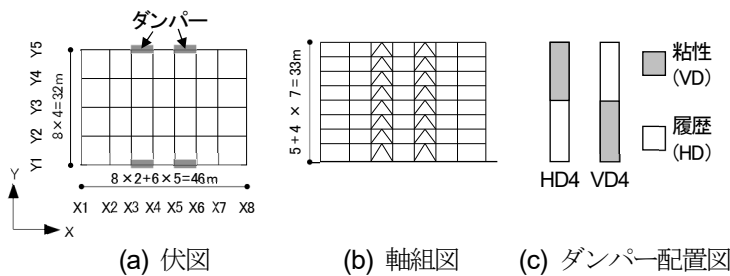 ダンパー
Y5
Y4
Y3
Y2
Y1
8×4=32m
8×2+6×5=46m
Y
X
X1 X2 X3 X4 X5 X6 X7 X8
(a) 伏図
5+4 × 7=33m
(b) 軸組図
粘性
(VD)
履歴
(HD)
HD4 VD4
(c) ダンパー配置図